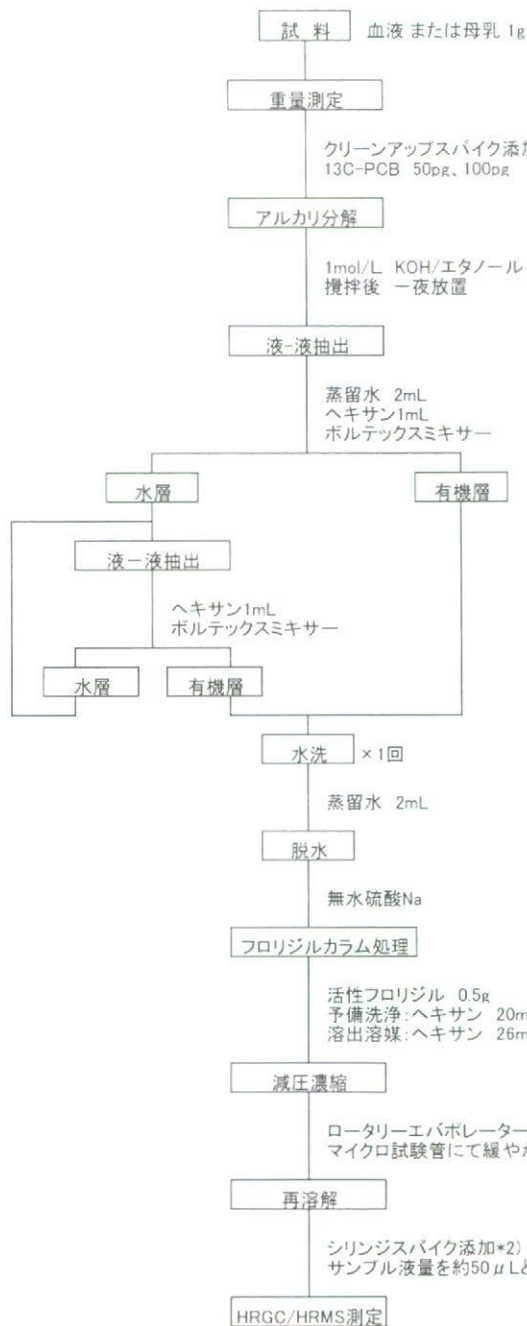 試 料　血液 または母乳 1g
重量測定
クリーンアップスパイク添加
13C-PCB 50pg、100pg
アルカリ分解
1mol/L KOH/エタノール
攪拌後 一夜放置
液-液抽出
蒸留水 2mL
ヘキサン1mL
ボルテックスミキサー
水層　有機層
液－液抽出
ヘキサン1mL
ボルテックスミキサー
水層　有機層
水洗 ×1回
蒸留水 2mL
脱水
無水硫酸Na
フロリジルカラム処理
活性フロリジル 0.5g
予備洗浄:ヘキサン 20m
溶出溶媒:ヘキサン 26m
減圧濃縮
ロータリーエバポレーター
マイクロ試験管にて緩やか
再溶解
シリンジスパイク添加*2)
サンプル液量を約50μLと
HRGC/HRMS測定